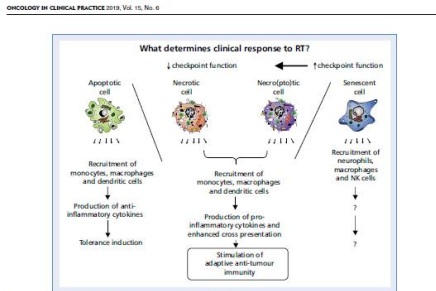 ONCOLOGY IN CLINICAL PRACTICE 2019, Vol. 15, No. 6
What determines clinical response to RT?
↓ checkpoint function
↑ checkpoint function
Apoptotic
cell
Necrotic
cell
Necro(pto)tic
cell
Senescent
cell
Recruitment of
monocytes, macrophages
and dendritic cells
Production of anti-
inflammatory cytokines
Tolerance induction
Recruitment of
monocytes, macrophages
and dendritic cells
Production of pro-
inflammatory cytokines and
enhanced cross presentation
Stimulation of
adaptive anti-tumour
immunity
Recruitment of
neurophils,
macrophages
and NK cells
?
?